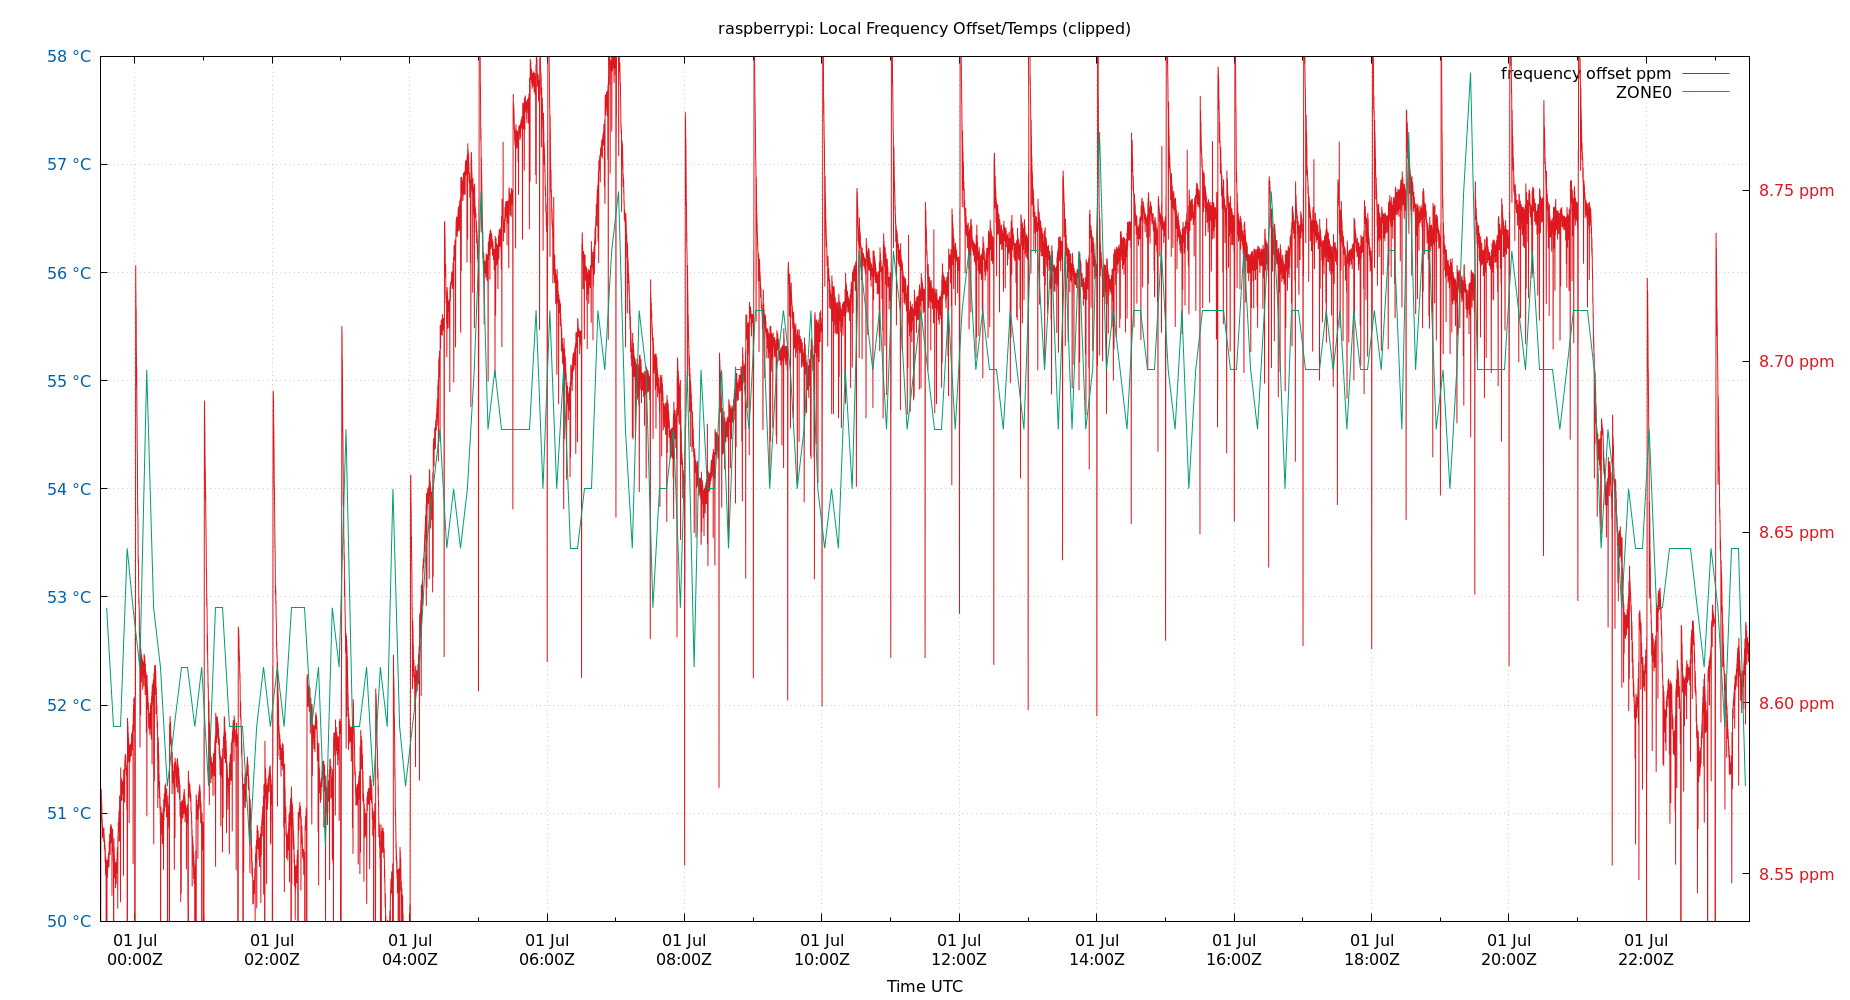 raspberrypi: Local Frequency Offset/Temps (clipped)
58 °C
57 °C
56 °C
55 °C
54 °C
53 °C
52 °C
51 °C
50 °C
frequency offset ppm
ZONE0
8.75 ppm
8.70 ppm
8.65 ppm
8.60 ppm
8.55 ppm
01 Jul
00:00Z
01 Jul
02:00Z
01 Jul
04:00Z
01 Jul
06:00Z
01 Jul
08:00Z
01 Jul
10:00Z
01 Jul
12:00Z
01 Jul
14:00Z
01 Jul
16:00Z
01 Jul
18:00Z
01 Jul
20:00Z
01 Jul
22:00Z
Time UTC